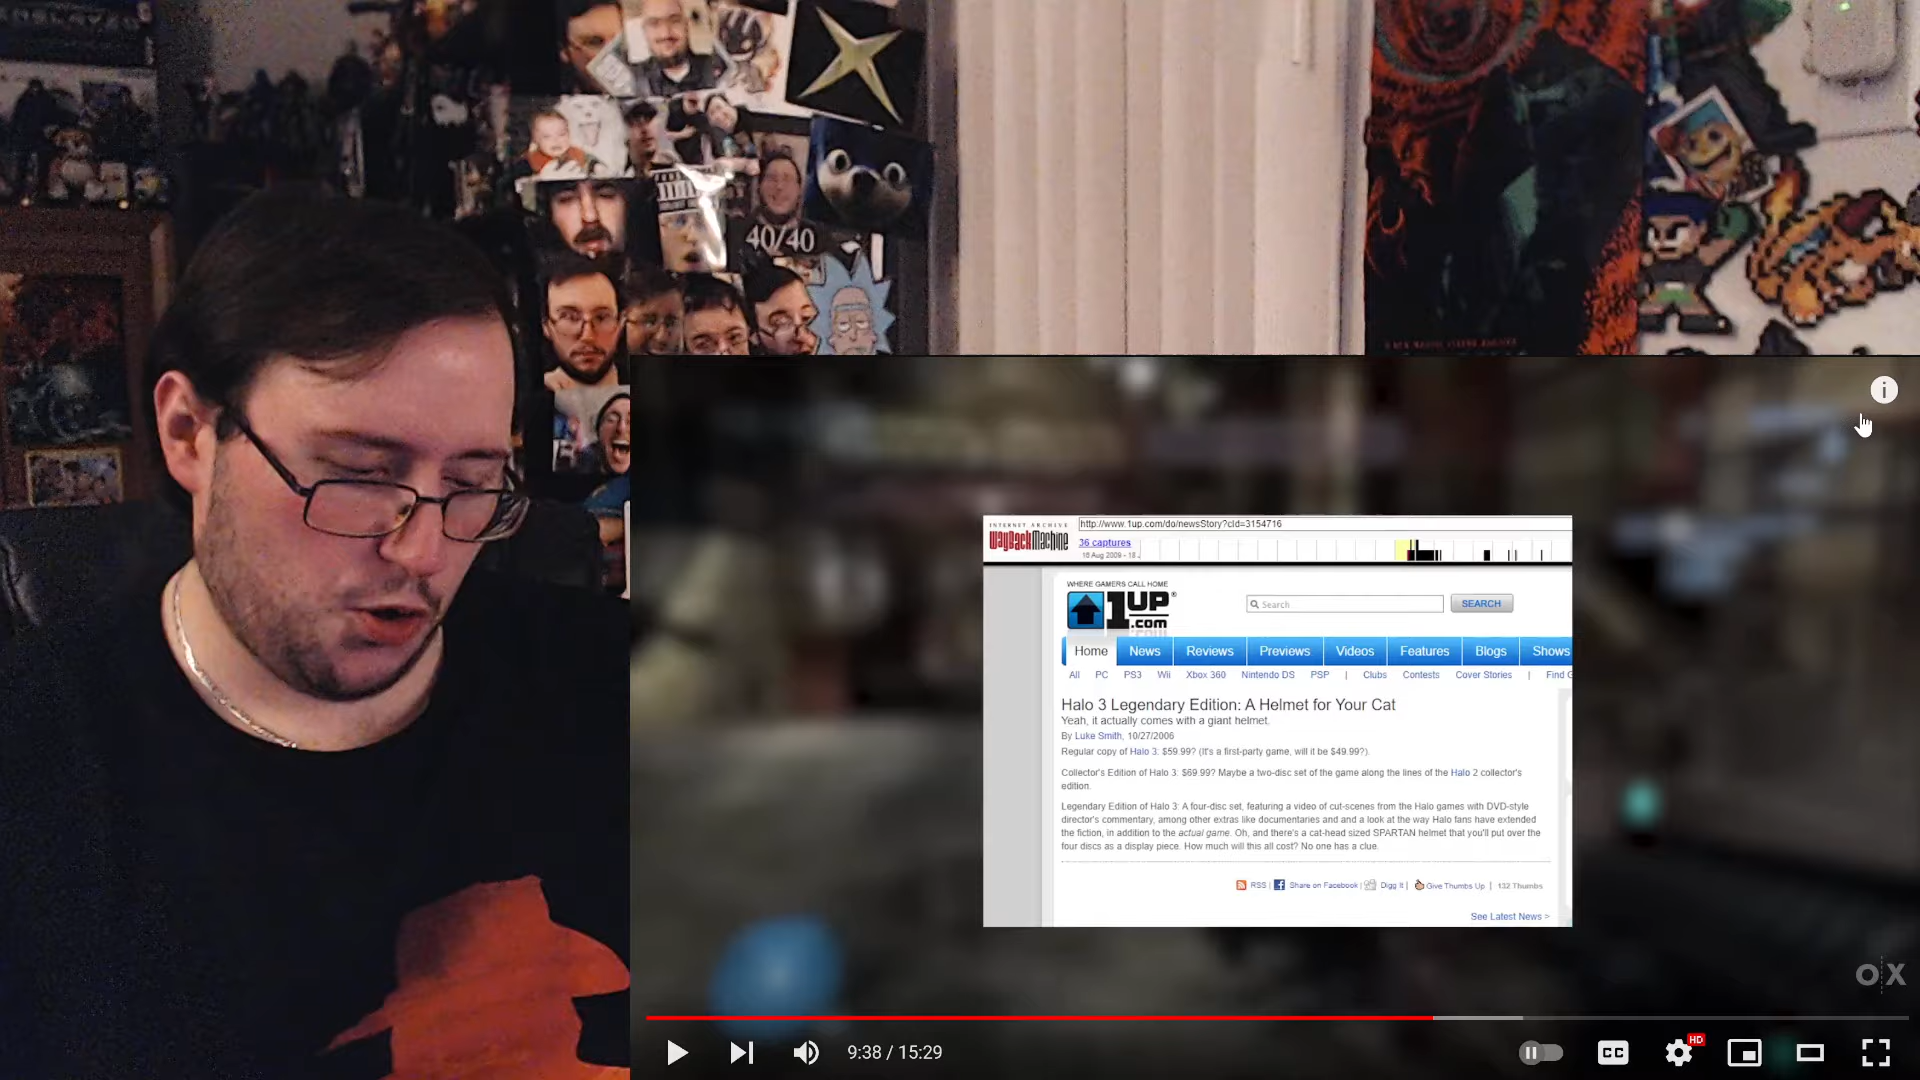 40/40
INTERNET ARCHIVE
WayBackMachine
http://www.1up.com/do/newsStory?cId=3154716
36 captures
WHERE GAMERS CALL HOME
1UP.com
Search
SEARCH
Home News Reviews Previews Videos Features Blogs Shows
All PC PS3 Wii Xbox 360 Nintendo DS PSP | Clubs Contests Cover Stories | Find G
Halo 3 Legendary Edition: A Helmet for Your Cat
Yeah, it actually comes with a giant helmet.
By Luke Smith, 10/27/2006
Regular copy of Halo 3: $59.99? (It's a first-party game, will it be $49.99?).
Collector's Edition of Halo 3: $69.99? Maybe a two-disc set of the game along the lines of the Halo 2 collector's
edition.
Legendary Edition of Halo 3: A four-disc set, featuring a video of cut-scenes from the Halo games with DVD-style
director's commentary, among other extras like documentaries and and a look at the way Halo fans have extended
the fiction, in addition to the actual game. Oh, and there's a cat-head sized SPARTAN helmet that you'll put over the
four discs as a display piece. How much will this all cost? No one has a clue.
RSS | Share on Facebook | Digg It | Give Thumbs Up | 132 Thumbs
See Latest News >
O|X
9:38 / 15:29
CC
HD